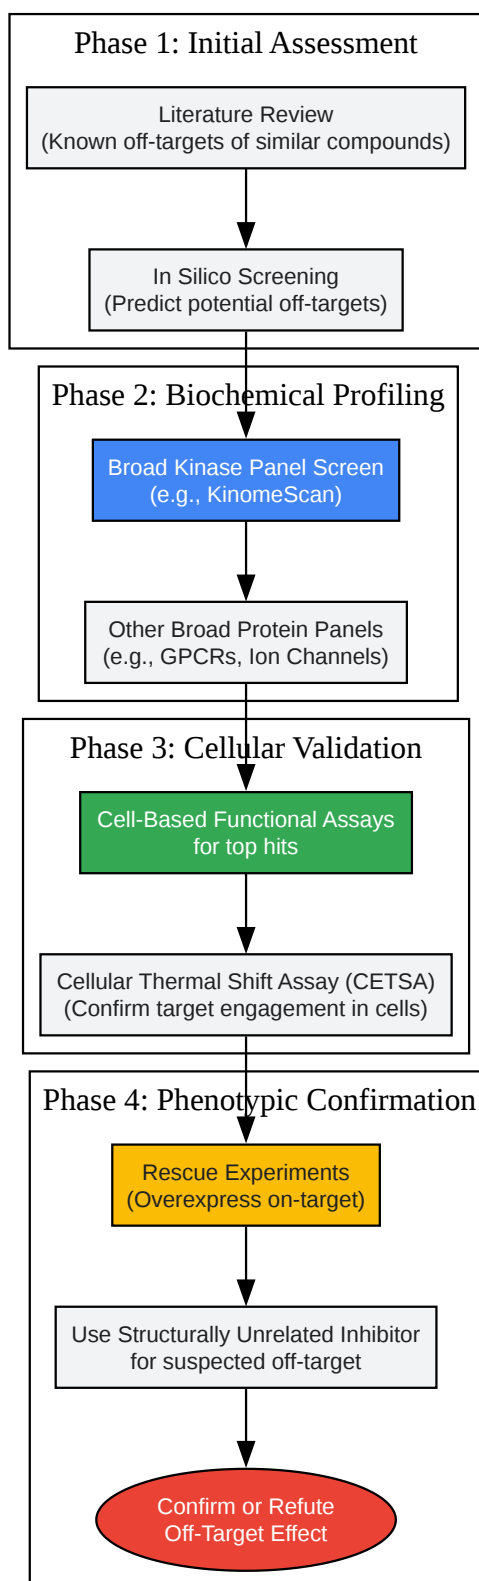 Phase 1: Initial Assessment
Literature Review
(Known off-targets of similar compounds)
In Silico Screening
(Predict potential off-targets)
Phase 2: Biochemical Profiling
Broad Kinase Panel Screen
(e.g., KinomeScan)
Other Broad Protein Panels
(e.g., GPCRs, Ion Channels)
Phase 3: Cellular Validation
Cell-Based Functional Assays
for top hits
Cellular Thermal Shift Assay (CETSA)
(Confirm target engagement in cells)
Phase 4: Phenotypic Confirmation
Rescue Experiments
(Overexpress on-target)
Use Structurally Unrelated Inhibitor
for suspected off-target
Confirm or Refute
Off-Target Effect